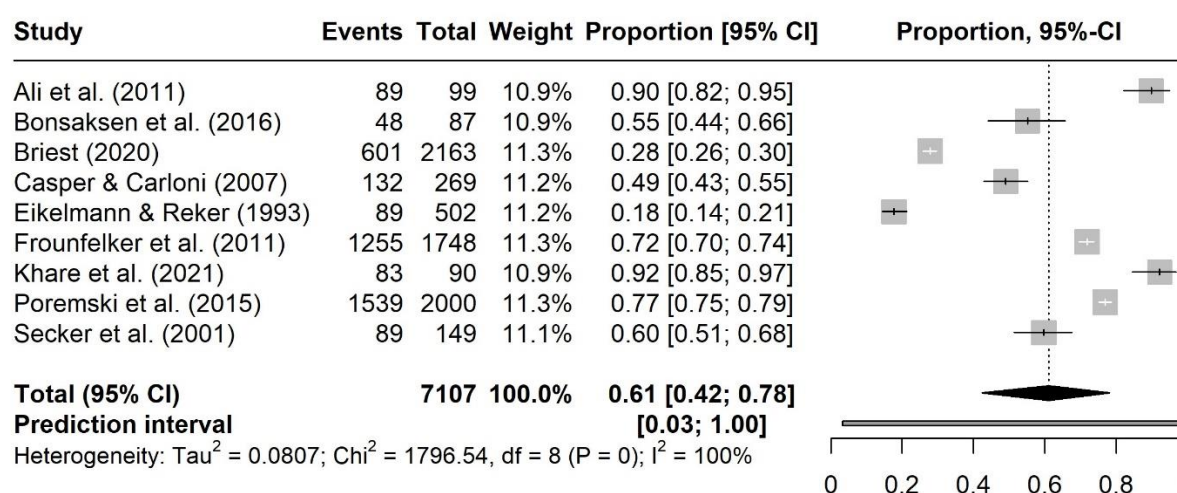 Study Events Total Weight Proportion [95% CI] Proportion, 95%-CI
Ali et al. (2011) 89 99 10.9% 0.90 [0.82; 0.95]
Bonsaksen et al. (2016) 48 87 10.9% 0.55 [0.44; 0.66]
Briest (2020) 601 2163 11.3% 0.28 [0.26; 0.30]
Casper & Carloni (2007) 132 269 11.2% 0.49 [0.43; 0.55]
Eikelmann & Reker (1993) 89 502 11.2% 0.18 [0.14; 0.21]
Frounfelker et al. (2011) 1255 1748 11.3% 0.72 [0.70; 0.74]
Khare et al. (2021) 83 90 10.9% 0.92 [0.85; 0.97]
Poremski et al. (2015) 1539 2000 11.3% 0.77 [0.75; 0.79]
Secker et al. (2001) 89 149 11.1% 0.60 [0.51; 0.68]
Total (95% CI) 7107 100.0% 0.61 [0.42; 0.78]
Prediction interval [0.03; 1.00]
Heterogeneity: Tau² = 0.0807; Chi² = 1796.54, df = 8 (P = 0); I² = 100%
0 0.2 0.4 0.6 0.8